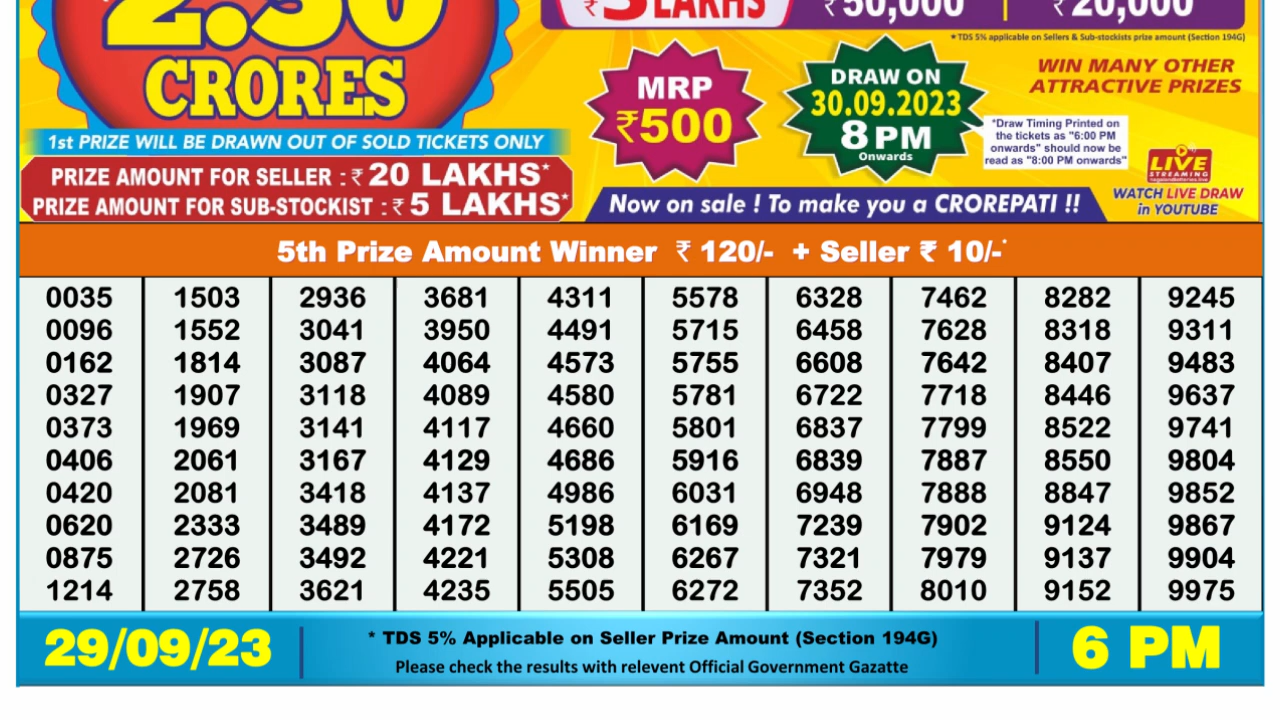 2.50
CRORES
1st PRIZE WILL BE DRAWN OUT OF SOLD TICKETS ONLY
PRIZE AMOUNT FOR SELLER : ₹ 20 LAKHS*
PRIZE AMOUNT FOR SUB-STOCKIST : ₹ 5 LAKHS*
₹ LAKHS
₹50,000
₹20,000
* TDS 5% applicable on Sellers & Sub-stockists prize amount (Section 194G)
MRP
₹500
DRAW ON
30.09.2023
8 PM
Onwards
WIN MANY OTHER
ATTRACTIVE PRIZES
"Draw Timing Printed on
the tickets as "6:00 PM
onwards" should now be
read as "8:00 PM onwards"
LIVE
STREAMING
WATCH LIVE DRAW
in YOUTUBE
Now on sale ! To make you a CROREPATI !!
5th Prize Amount Winner ₹ 120/- + Seller ₹ 10/-*
0035 1503 2936 3681 4311 5578 6328 7462 8282 9245
0096 1552 3041 3950 4491 5715 6458 7628 8318 9311
0162 1814 3087 4064 4573 5755 6608 7642 8407 9483
0327 1907 3118 4089 4580 5781 6722 7718 8446 9637
0373 1969 3141 4117 4660 5801 6837 7799 8522 9741
0406 2061 3167 4129 4686 5916 6839 7887 8550 9804
0420 2081 3418 4137 4986 6031 6948 7888 8847 9852
0620 2333 3489 4172 5198 6169 7239 7902 9124 9867
0875 2726 3492 4221 5308 6267 7321 7979 9137 9904
1214 2758 3621 4235 5505 6272 7352 8010 9152 9975
29/09/23
* TDS 5% Applicable on Seller Prize Amount (Section 194G)
Please check the results with relevent Official Government Gazatte
6 PM